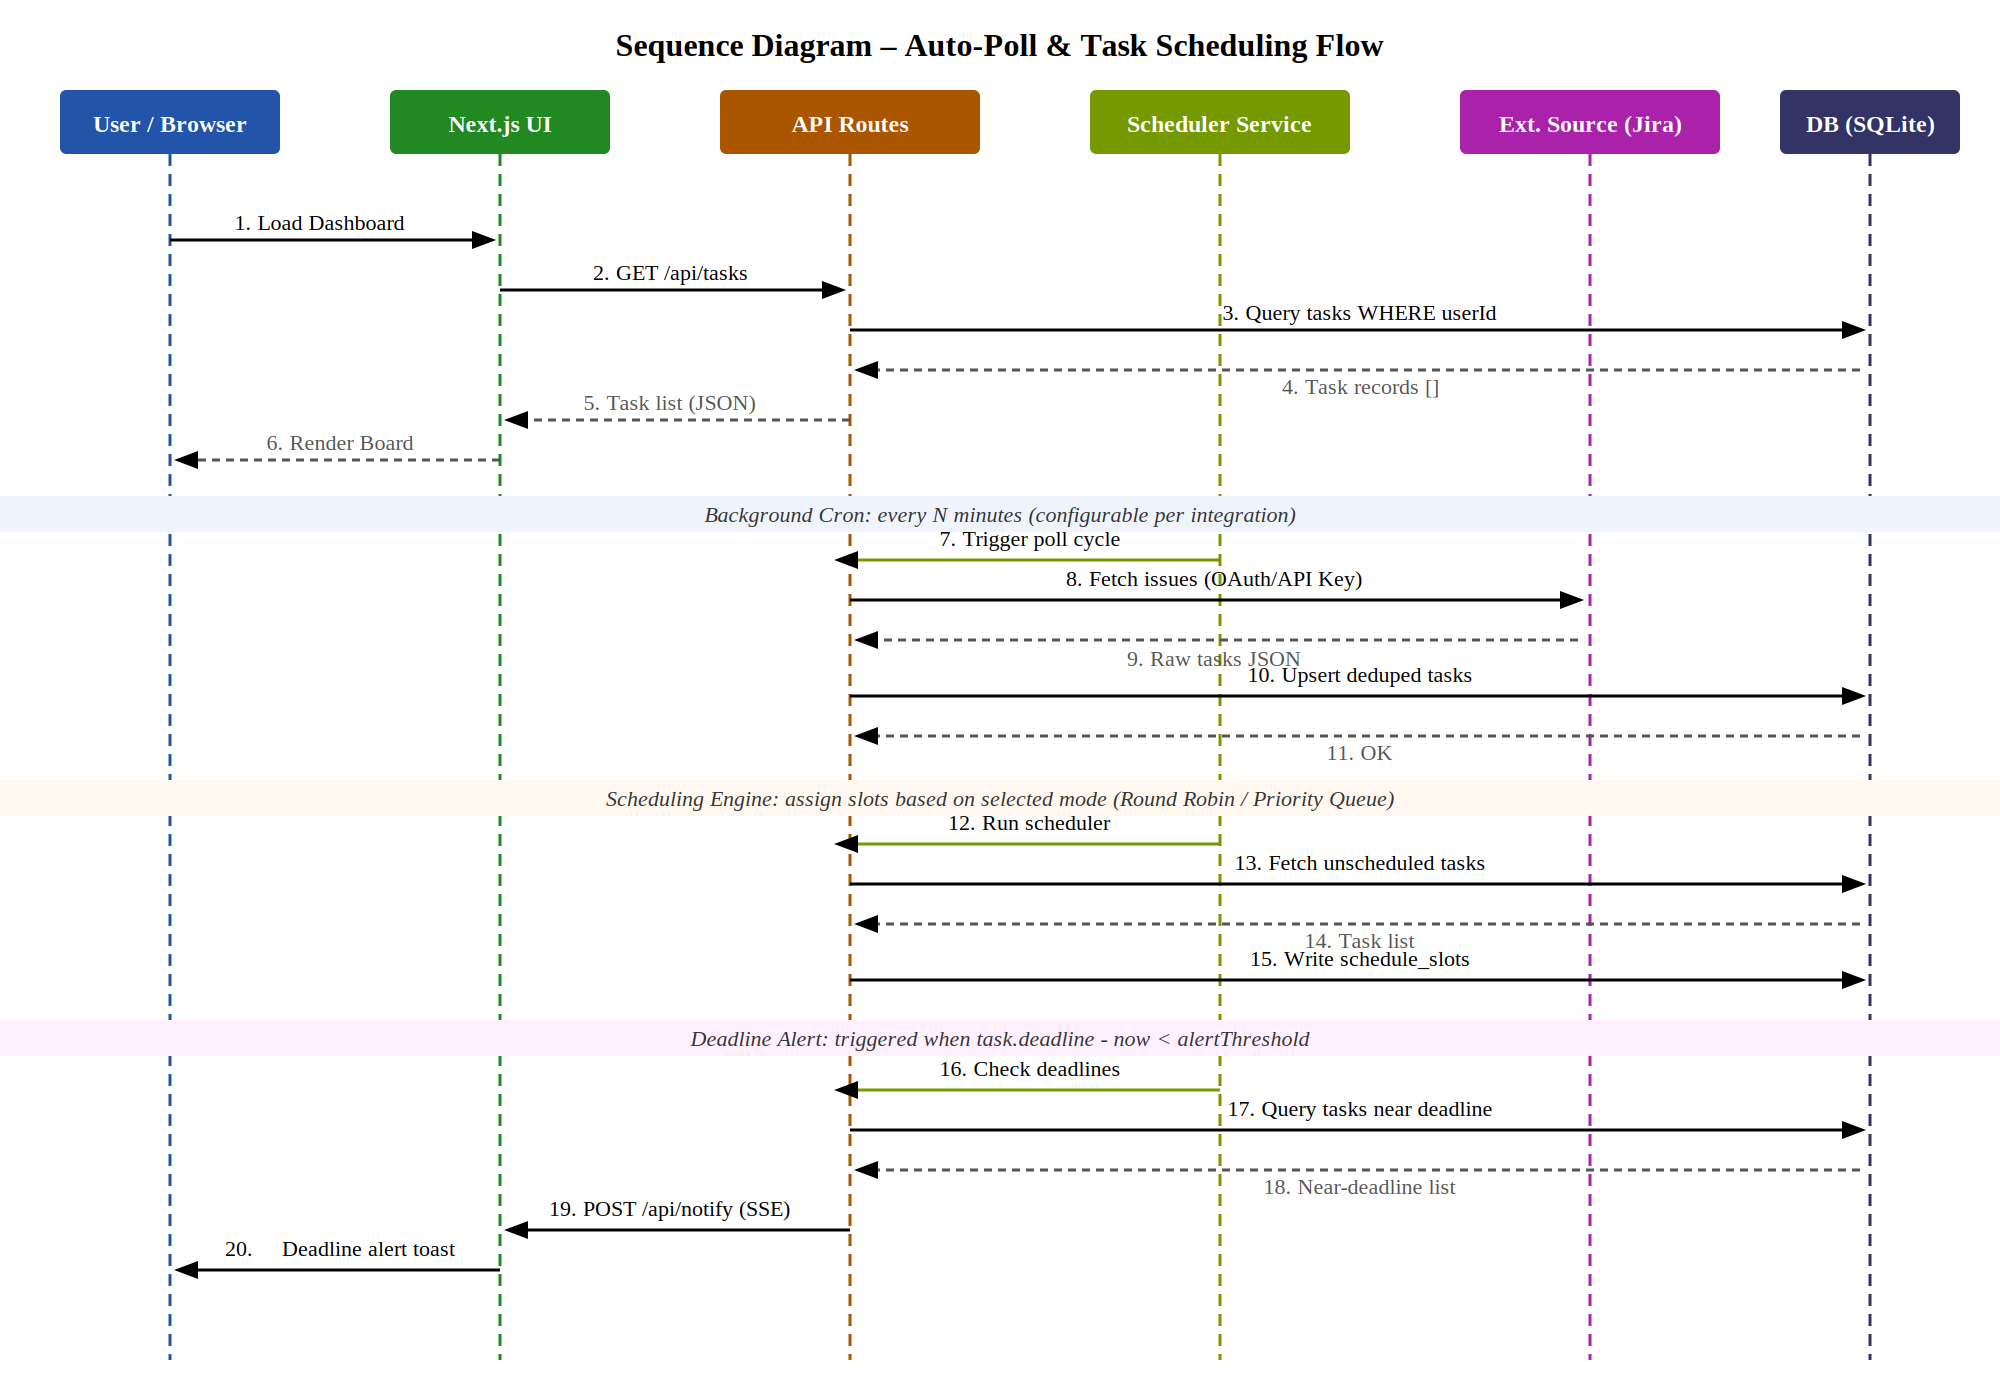 Sequence Diagram – Auto-Poll & Task Scheduling Flow
User / Browser
Next.js UI
API Routes
Scheduler Service
Ext. Source (Jira)
DB (SQLite)
1. Load Dashboard
2. GET /api/tasks
3. Query tasks WHERE userId
4. Task records []
5. Task list (JSON)
6. Render Board
Background Cron: every N minutes (configurable per integration)
7. Trigger poll cycle
8. Fetch issues (OAuth/API Key)
9. Raw tasks JSON
10. Upsert deduped tasks
11. OK
Scheduling Engine: assign slots based on selected mode (Round Robin / Priority Queue)
12. Run scheduler
13. Fetch unscheduled tasks
14. Task list
15. Write schedule_slots
Deadline Alert: triggered when task.deadline - now < alertThreshold
16. Check deadlines
17. Query tasks near deadline
18. Near-deadline list
19. POST /api/notify (SSE)
20. Deadline alert toast